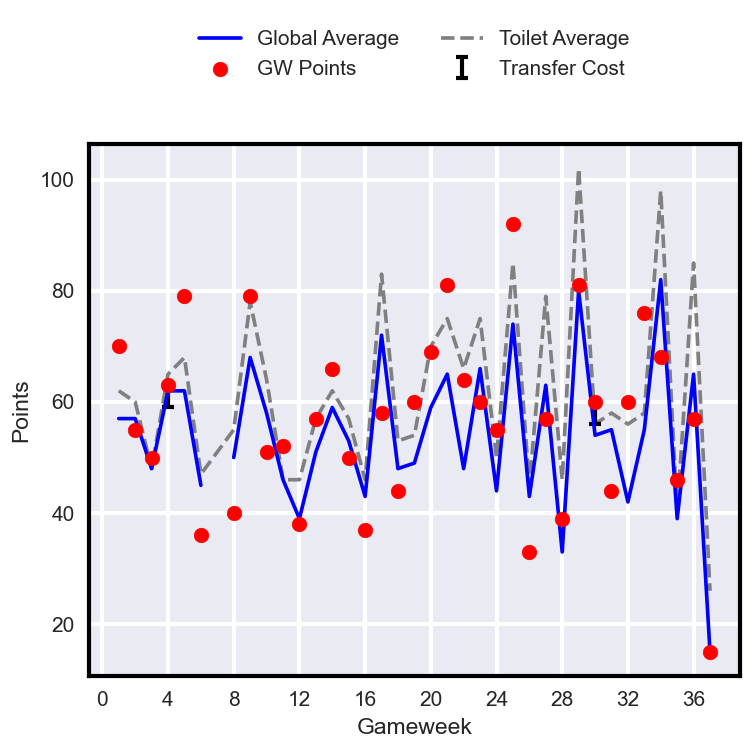 Global Average
GW Points
Toilet Average
Transfer Cost
Points
100
80
60
40
20
0 4 8 12 16 20 24 28 32 36
Gameweek